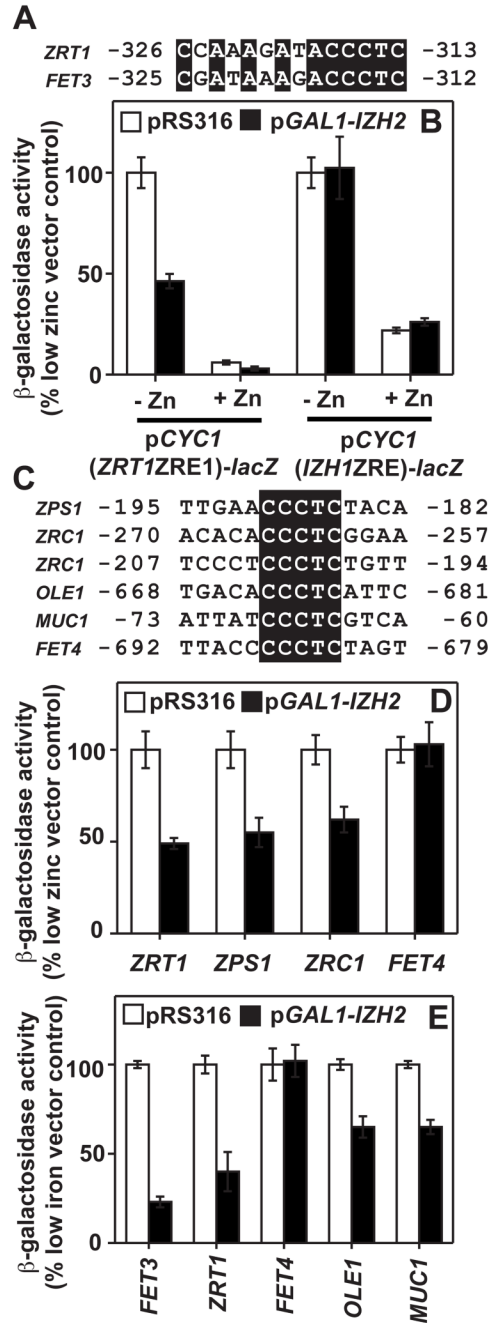 A
ZRT1 -326 CCAAAGATACCCTC -313
FET3 -325 CGATAAAGACCCTC -312
pRS316 pGAL1-IZH2 B
β-galactosidase activity
(% low zinc vector control)
100
50
0
- Zn + Zn - Zn + Zn
pCYC1 pCYC1
(ZRT1ZRE1)-lacZ (IZH1ZRE)-lacZ
C
ZPS1 -195 TTGAACCCTCTACA -182
ZRC1 -270 ACACACCCTCGGAA -257
ZRC1 -207 TCCCTCCCTCTGTT -194
OLE1 -668 TGACACCCTCATTC -681
MUC1 -73 ATTATCCCTCGTCA -60
FET4 -692 TTACCCCCTCTAGT -679
pRS316 pGAL1-IZH2 D
β-galactosidase activity
(% low zinc vector control)
100
50
0
ZRT1 ZPS1 ZRC1 FET4
pRS316 pGAL1-IZH2 E
β-galactosidase activity
(% low iron vector control)
100
50
0
FET3 ZRT1 FET4 OLE1 MUC1